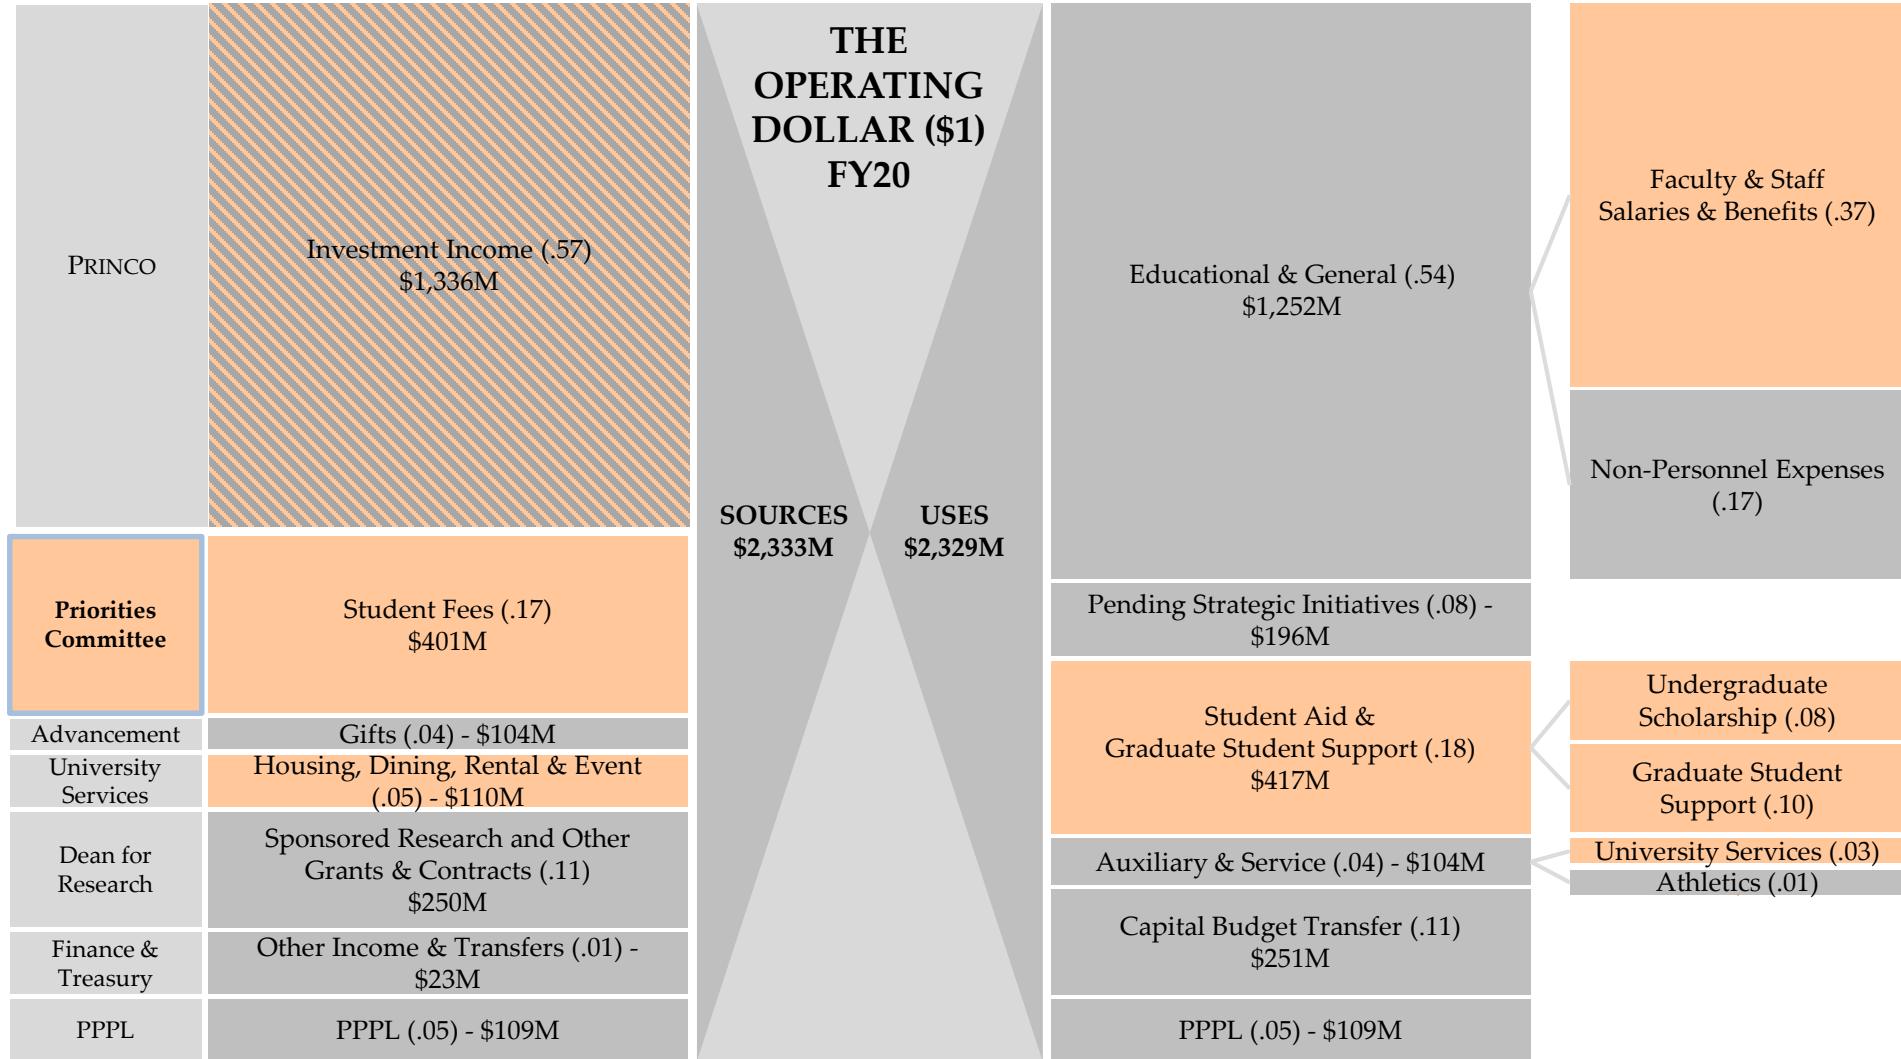 PRINCO
Investment Income (.57)
$1,336M
Priorities
Committee
Student Fees (.17)
$401M
Advancement
Gifts (.04) - $104M
University
Services
Housing, Dining, Rental & Event
(.05) - $110M
Dean for
Research
Sponsored Research and Other
Grants & Contracts (.11)
$250M
Finance &
Treasury
Other Income & Transfers (.01) -
$23M
PPPL
PPPL (.05) - $109M
THE
OPERATING
DOLLAR ($1)
FY20
SOURCES
$2,333M
USES
$2,329M
Educational & General (.54)
$1,252M
Pending Strategic Initiatives (.08) -
$196M
Student Aid &
Graduate Student Support (.18)
$417M
Auxiliary & Service (.04) - $104M
Capital Budget Transfer (.11)
$251M
PPPL (.05) - $109M
Faculty & Staff
Salaries & Benefits (.37)
Non-Personnel Expenses
(.17)
Undergraduate
Scholarship (.08)
Graduate Student
Support (.10)
University Services (.03)
Athletics (.01)